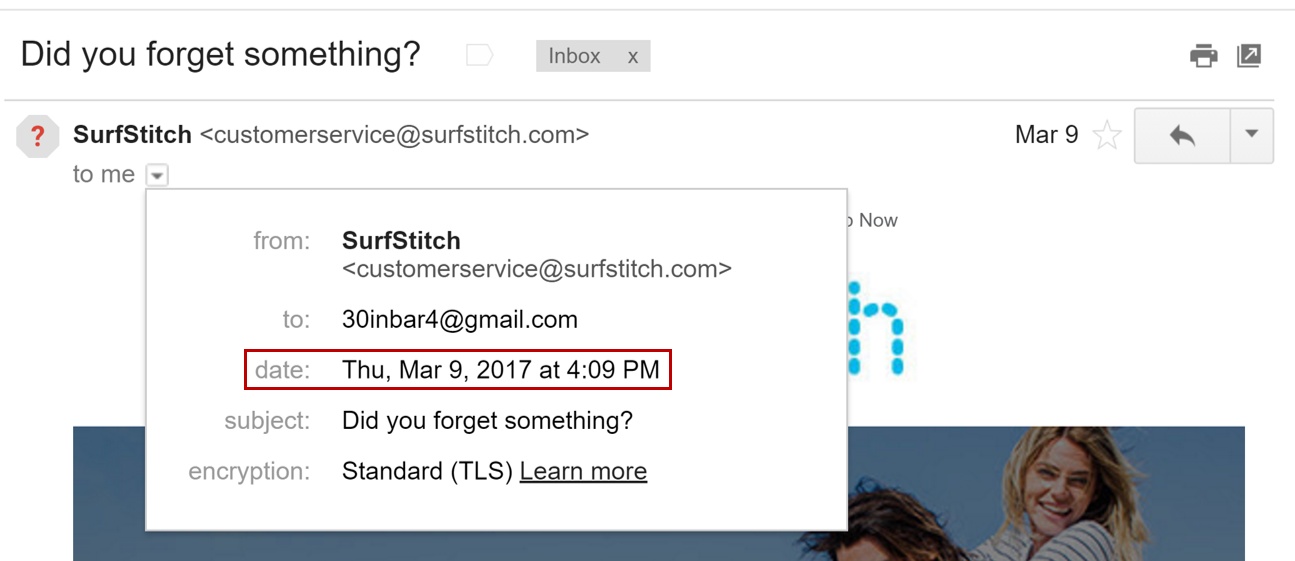 Did you forget something?
Inbox x
? SurfStitch <customerservice@surfstitch.com> Mar 9
to me
Now
from: SurfStitch
<customerservice@surfstitch.com>
to: 30inbar4@gmail.com
h
date: Thu, Mar 9, 2017 at 4:09 PM
subject: Did you forget something?
encryption: Standard (TLS) Learn more